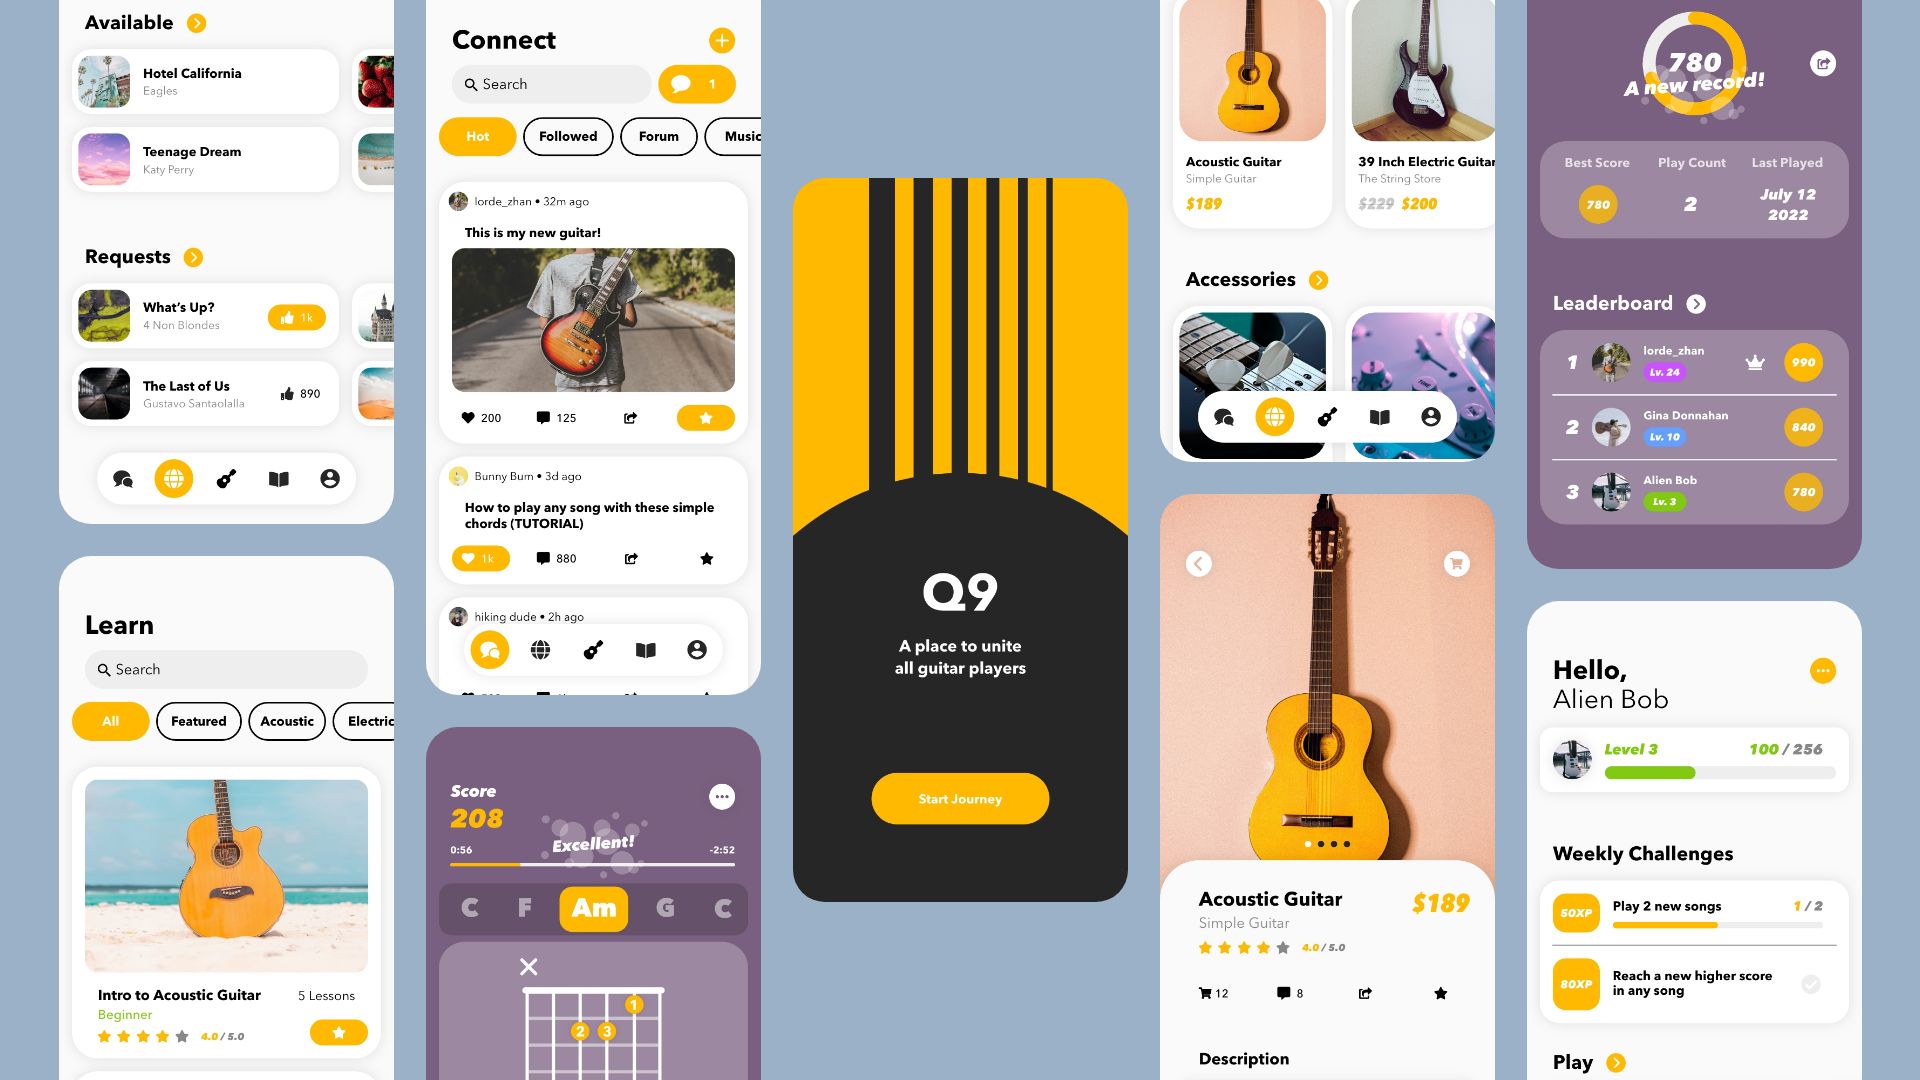 Available
Hotel California
Eagles
Teenage Dream
Katy Perry
Requests
What's Up?
4 Non Blondes
1k
The Last of Us
Gustavo Santaolalla
890
Learn
Search
All
Featured
Acoustic
Electric
Intro to Acoustic Guitar
5 Lessons
Beginner
4.0 / 5.0
Connect
Search
1
Hot
Followed
Forum
Music
lorde_zhan • 32m ago
This is my new guitar!
200
125
Bunny Bum • 3d ago
How to play any song with these simple
chords (TUTORIAL)
1k
880
hiking dude • 2h ago
Score
208
Excellent!
0:56
-2:52
C
F
Am
G
C
1
2
3
Q9
A place to unite
all guitar players
Start Journey
Acoustic Guitar
Simple Guitar
$189
39 Inch Electric Guitar
The String Store
$229 $200
Accessories
Acoustic Guitar
$189
Simple Guitar
4.0 / 5.0
12
8
Description
780
A new record!
Best Score
Play Count
Last Played
780
2
July 12
2022
Leaderboard
1
lorde_zhan
Lv. 24
990
2
Gina Donnahan
Lv. 10
840
3
Alien Bob
Lv. 3
780
Hello,
Alien Bob
Level 3
100 / 256
Weekly Challenges
50XP
Play 2 new songs
1 / 2
80XP
Reach a new higher score
in any song
Play